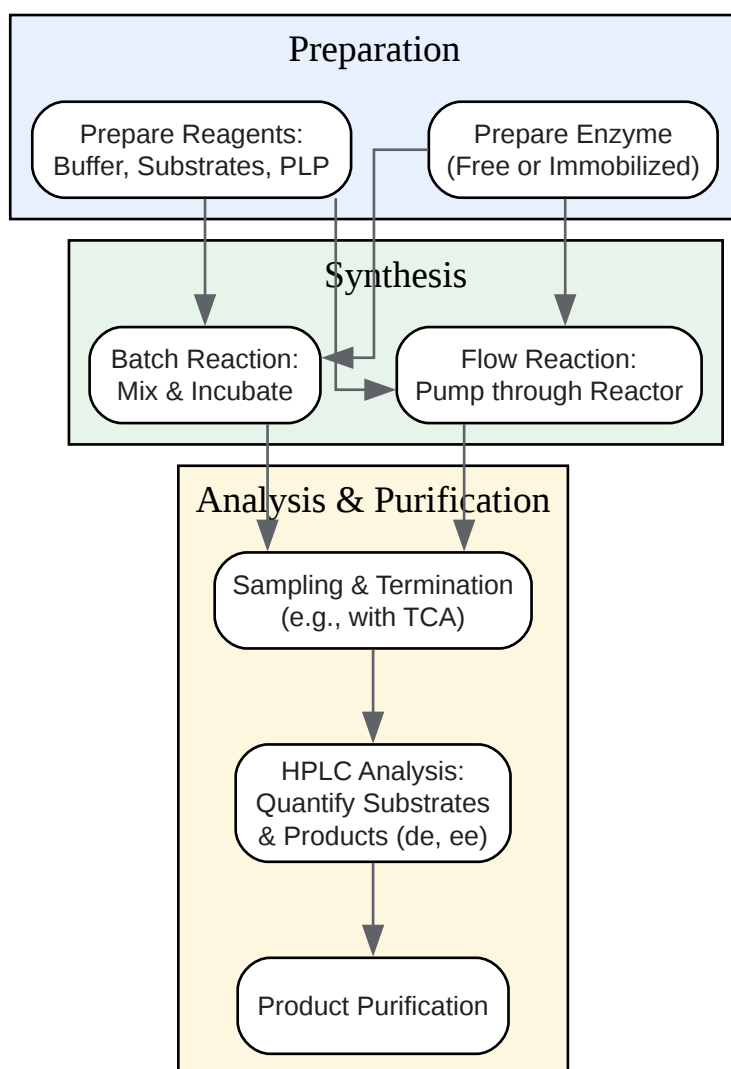 Preparation
Prepare Reagents:
Buffer, Substrates, PLP
Prepare Enzyme
(Free or Immobilized)
Synthesis
Batch Reaction:
Mix & Incubate
Flow Reaction:
Pump through Reactor
Analysis & Purification
Sampling & Termination
(e.g., with TCA)
HPLC Analysis:
Quantify Substrates
& Products (de, ee)
Product Purification